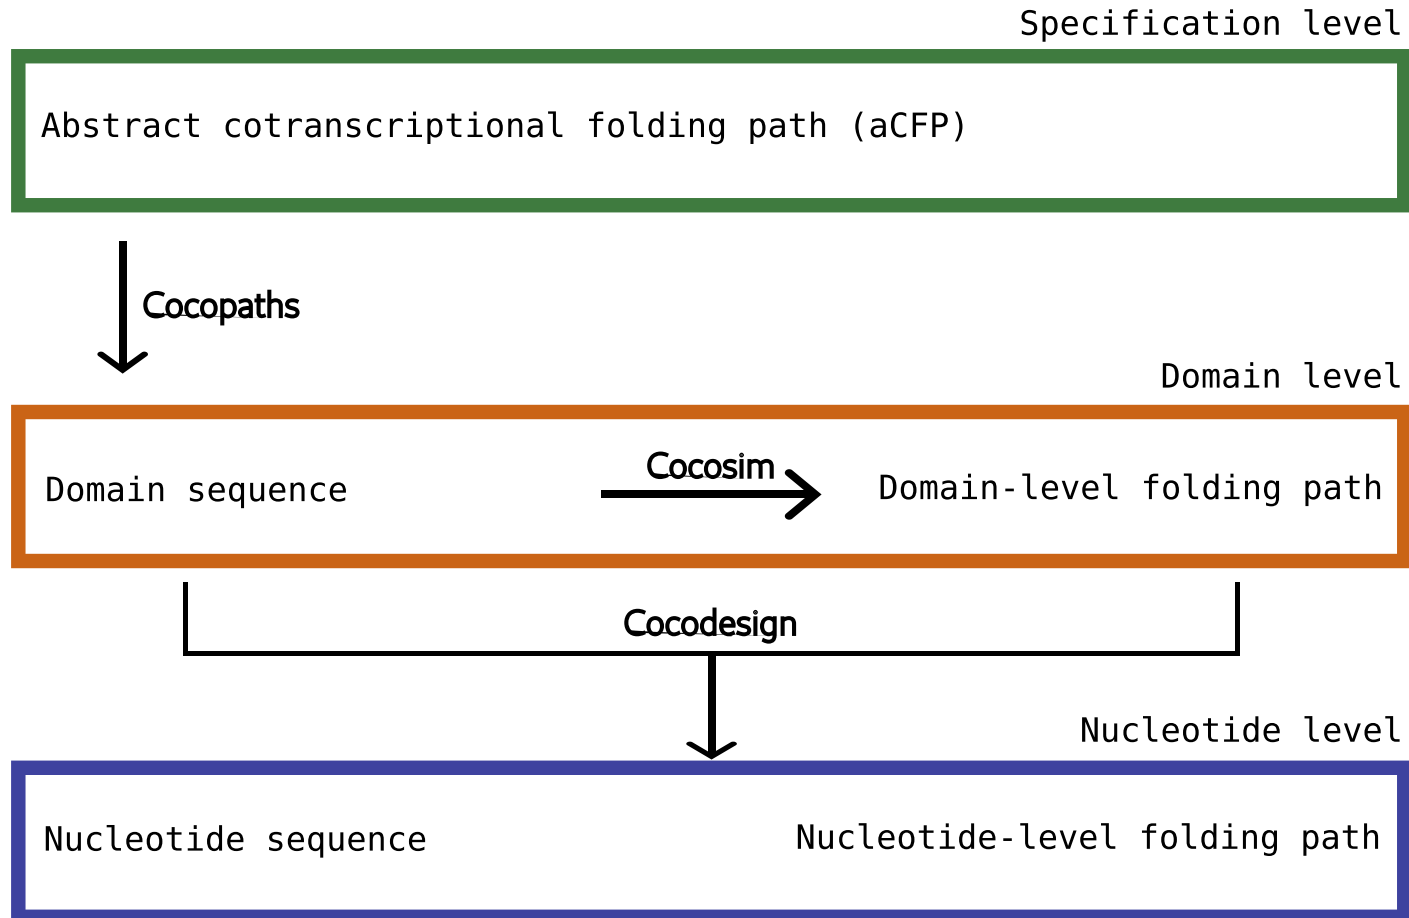 Specification level
Abstract cotranscriptional folding path (aCFP)
Cocopaths
Domain level
Cocosim
Domain sequence
Domain-level folding path
Cocodesign
Nucleotide level
Nucleotide sequence
Nucleotide-level folding path